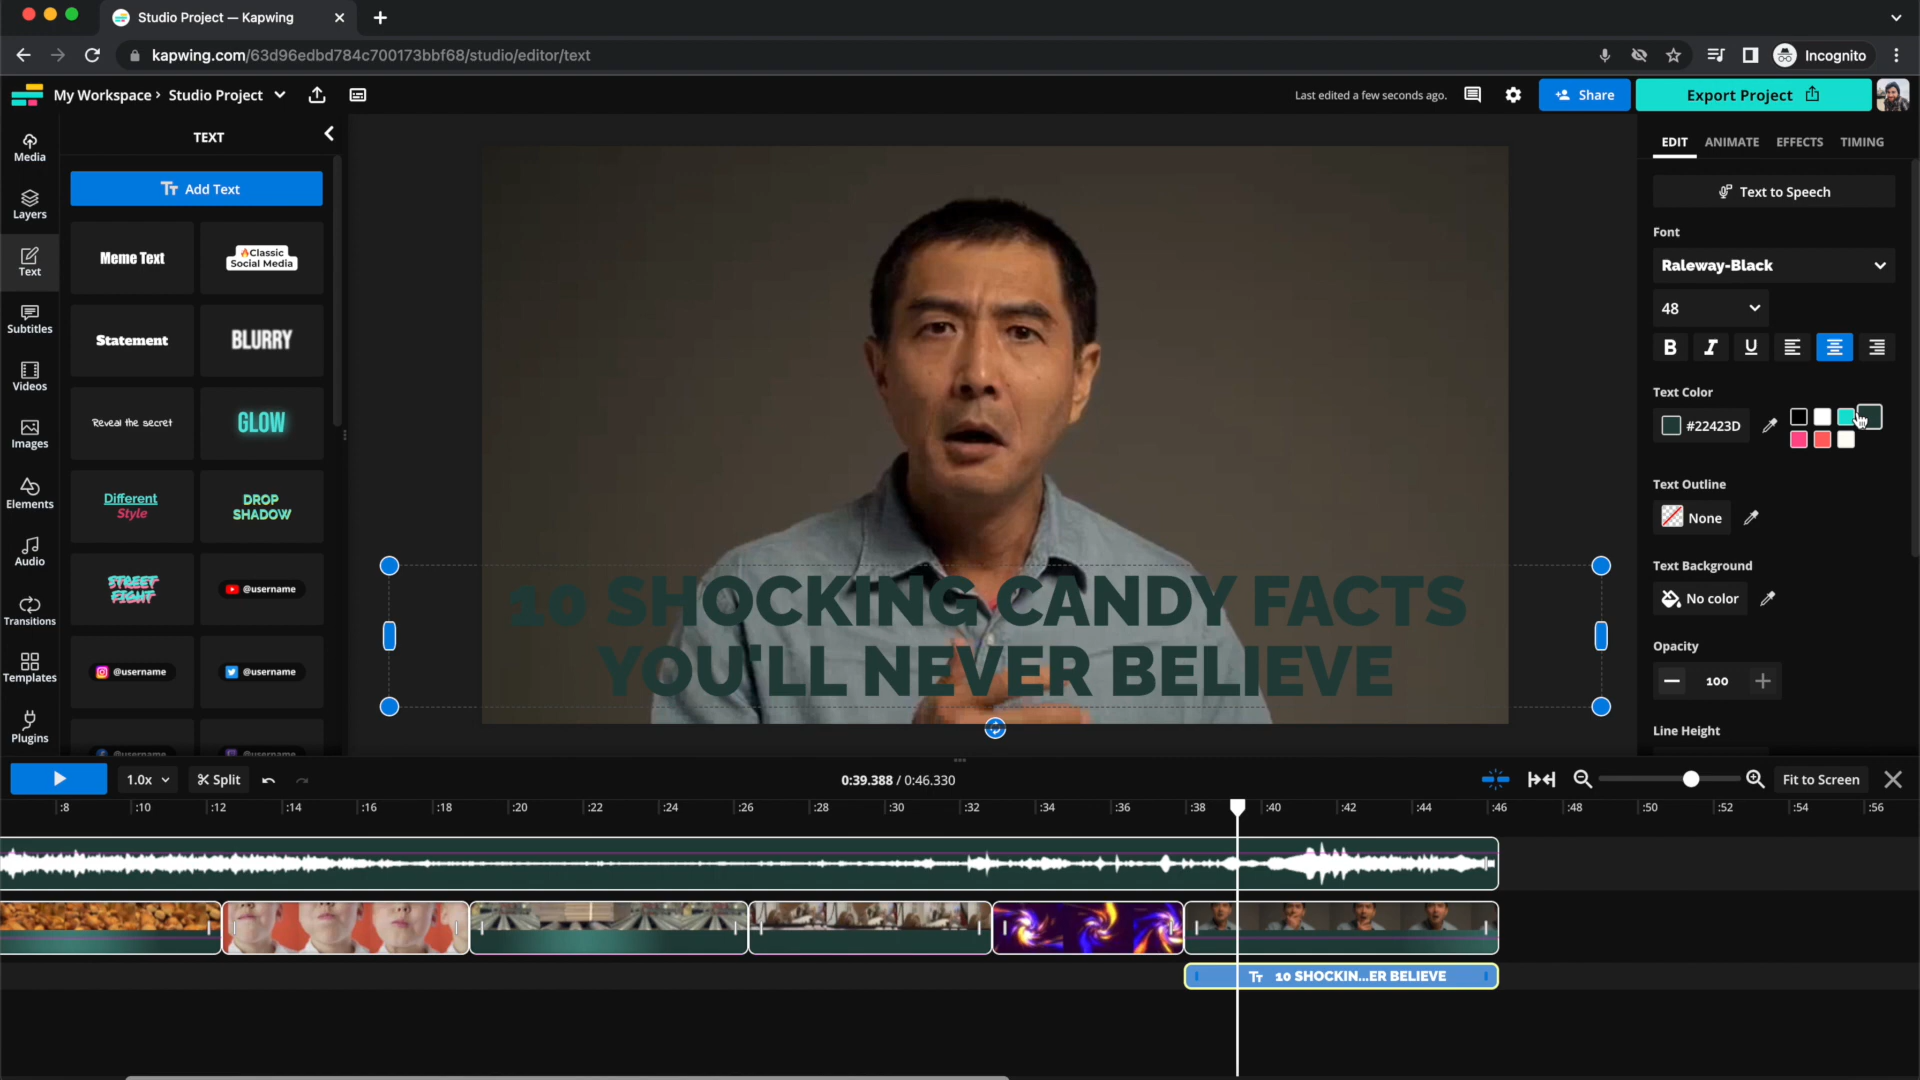 Studio Project — Kapwing
kapwing.com/63d96edbd784c700173bbf68/studio/editor/text
Incognito
My Workspace › Studio Project
Last edited a few seconds ago.
Share
Export Project
Media
Layers
Text
Subtitles
Videos
Images
Elements
Audio
Transitions
Templates
Plugins
TEXT
Add Text
Meme Text
Classic
Social Media
Statement
BLURRY
Reveal the secret
GLOW
Different
Style
DROP
SHADOW
STREET
FIGHT
@username
@username
@username
@username
@username
10 SHOCKING CANDY FACTS
YOU'LL NEVER BELIEVE
EDIT ANIMATE EFFECTS TIMING
Text to Speech
Font
Raleway-Black
48
B I U
Text Color
#22423D
Text Outline
None
Text Background
No color
Opacity
100
Line Height
1.0x
Split
0:39.388 / 0:46.330
Fit to Screen
:8 :10 :12 :14 :16 :18 :20 :22 :24 :26 :28 :30 :32 :34 :36 :38 :40 :42 :44 :46 :50 :52 :54 :56
10 SHOCKIN...ER BELIEVE